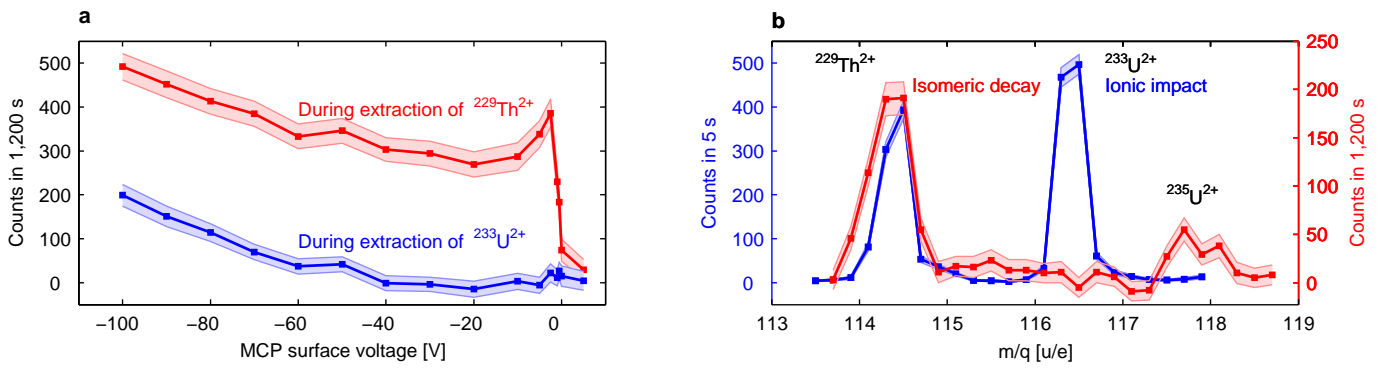 a
Counts in 1,200 s
500
400
300
200
100
0
During extraction of ²²⁹Th²⁺
During extraction of ²³³U²⁺
−100
−80
−60
−40
−20
0
MCP surface voltage [V]
b
Counts in 5 s
500
400
300
200
100
0
²²⁹Th²⁺
Isomeric decay
²³³U²⁺
Ionic impact
²³⁵U²⁺
250
200
150
100
50
0
Counts in 1,200 s
113
114
115
116
117
118
119
m/q [u/e]